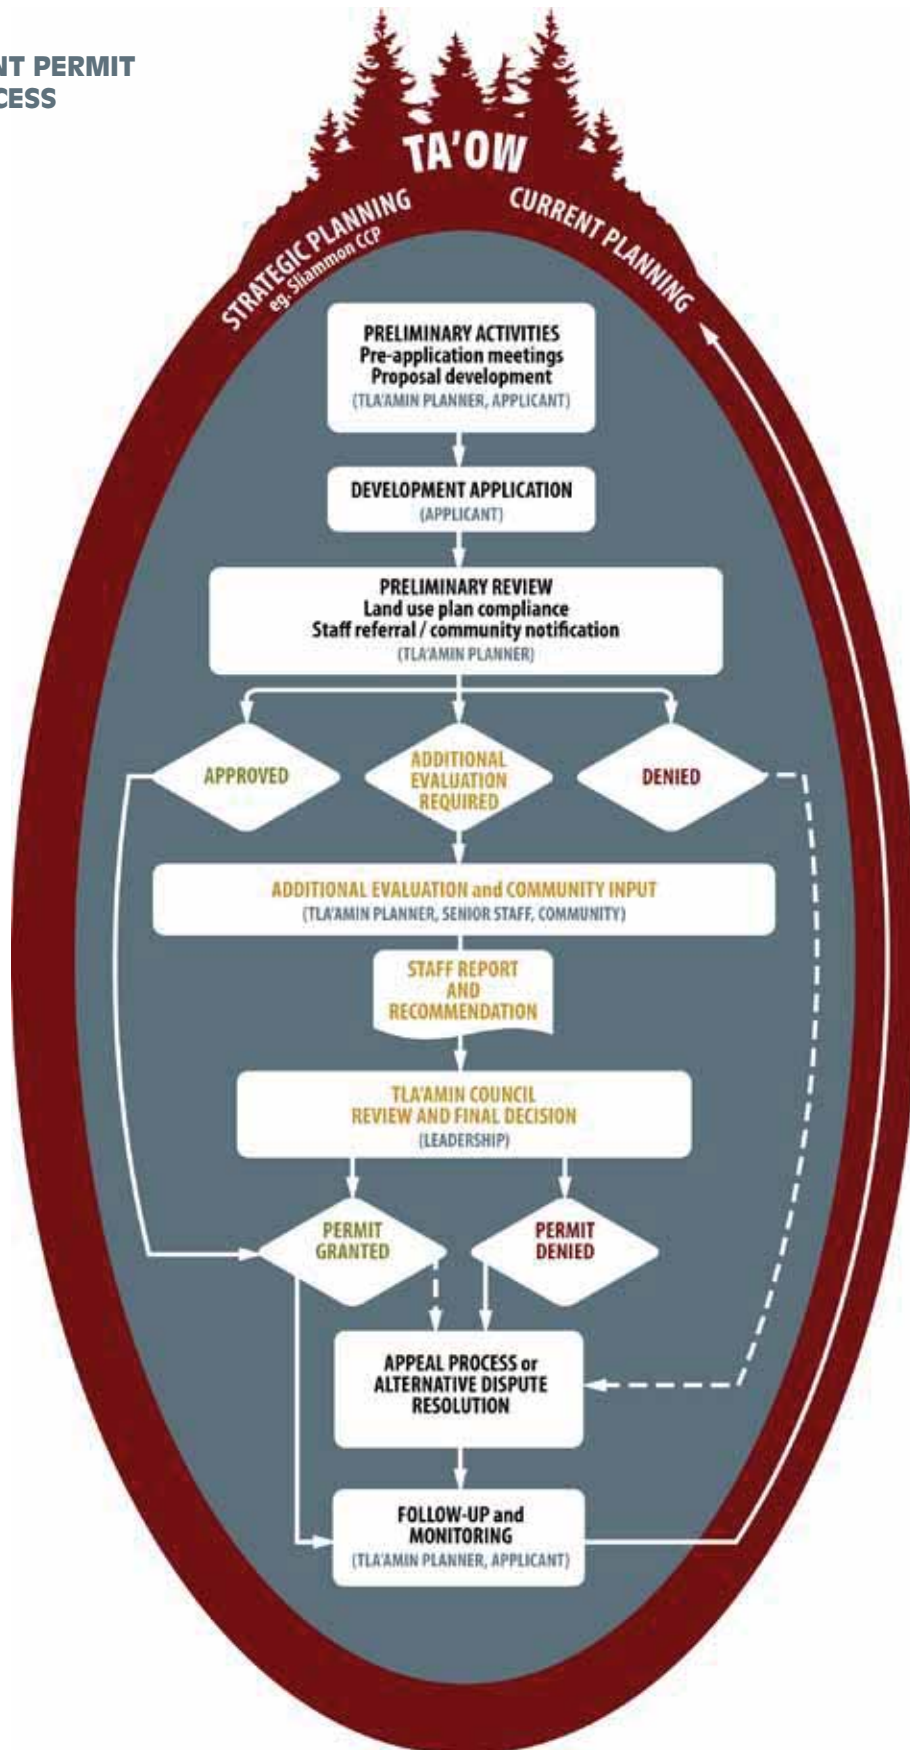 NT PERMIT
CESS
TA'OW
STRATEGIC PLANNING
eg. Sliammon CCP
CURRENT PLANNING
PRELIMINARY ACTIVITIES
Pre-application meetings
Proposal development
(TLA'AMIN PLANNER, APPLICANT)
DEVELOPMENT APPLICATION
(APPLICANT)
PRELIMINARY REVIEW
Land use plan compliance
Staff referral / community notification
(TLA'AMIN PLANNER)
APPROVED
ADDITIONAL
EVALUATION
REQUIRED
DENIED
ADDITIONAL EVALUATION and COMMUNITY INPUT
(TLA'AMIN PLANNER, SENIOR STAFF, COMMUNITY)
STAFF REPORT
AND
RECOMMENDATION
TLA'AMIN COUNCIL
REVIEW AND FINAL DECISION
(LEADERSHIP)
PERMIT
GRANTED
PERMIT
DENIED
APPEAL PROCESS or
ALTERNATIVE DISPUTE
RESOLUTION
FOLLOW-UP and
MONITORING
(TLA'AMIN PLANNER, APPLICANT)